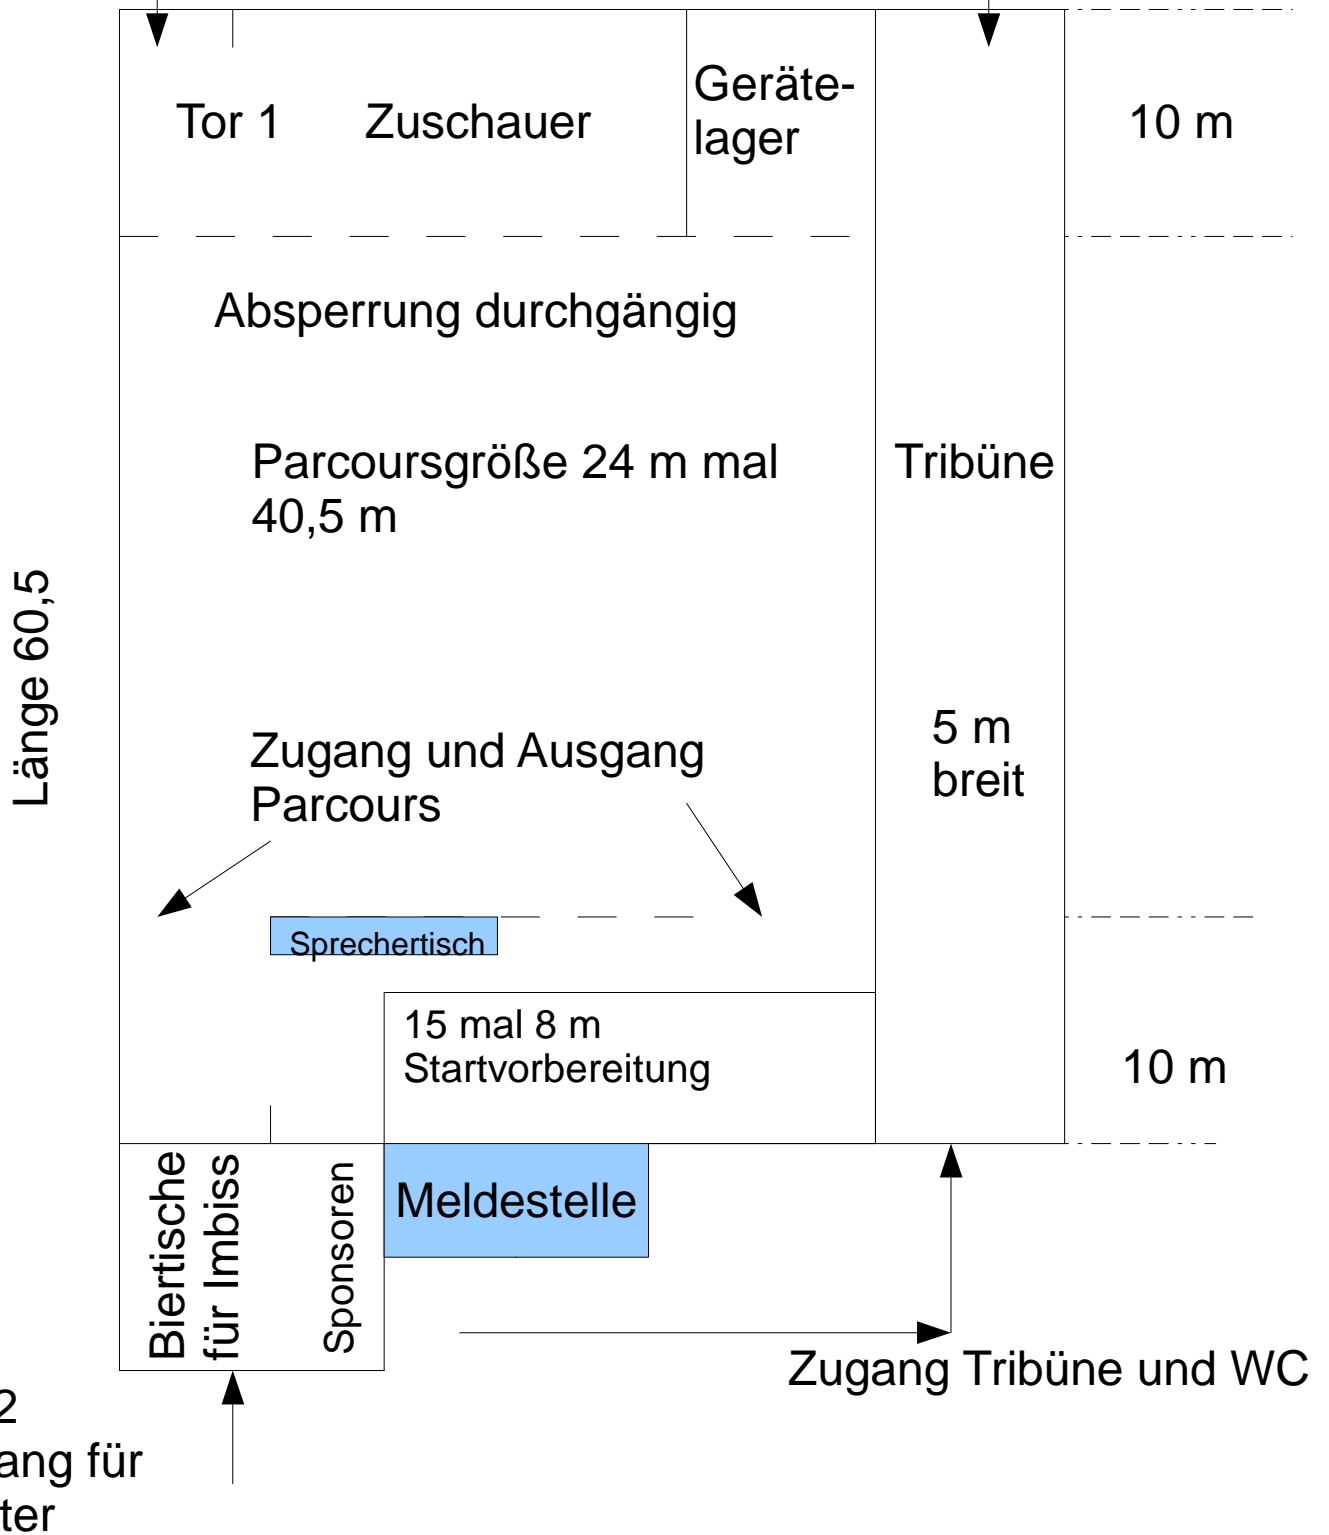 Tor 1
Zuschauer
Geräte-
lager
10 m
Absperrung durchgängig
Parcoursgröße 24 m mal
40,5 m
Tribüne
Länge 60,5
5 m
breit
Zugang und Ausgang
Parcours
Sprechertisch
15 mal 8 m
Startvorbereitung
10 m
Biertische
für Imbiss
Sponsoren
Meldestelle
Zugang Tribüne und WC
2
ang für
ter